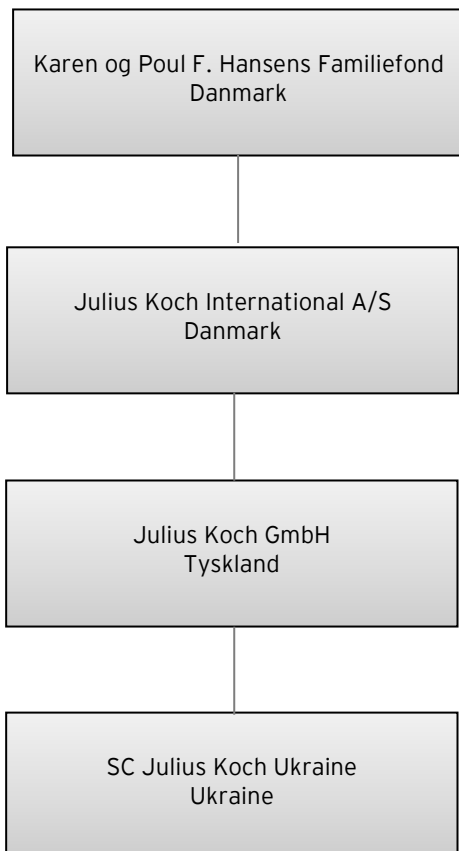 Karen og Poul F. Hansens Familiefond
Danmark
Julius Koch International A/S
Danmark
Julius Koch GmbH
Tyskland
SC Julius Koch Ukraine
Ukraine